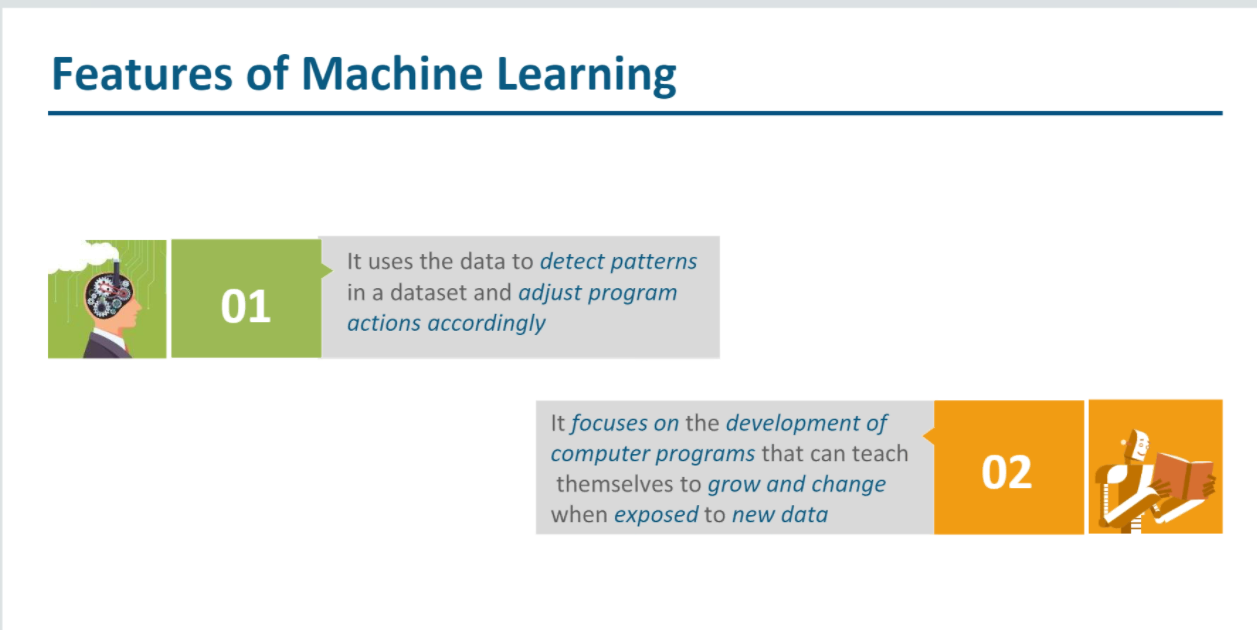 Features of Machine Learning
01
It uses the data to detect patterns
in a dataset and adjust program
actions accordingly
It focuses on the development of
computer programs that can teach
themselves to grow and change
when exposed to new data
02